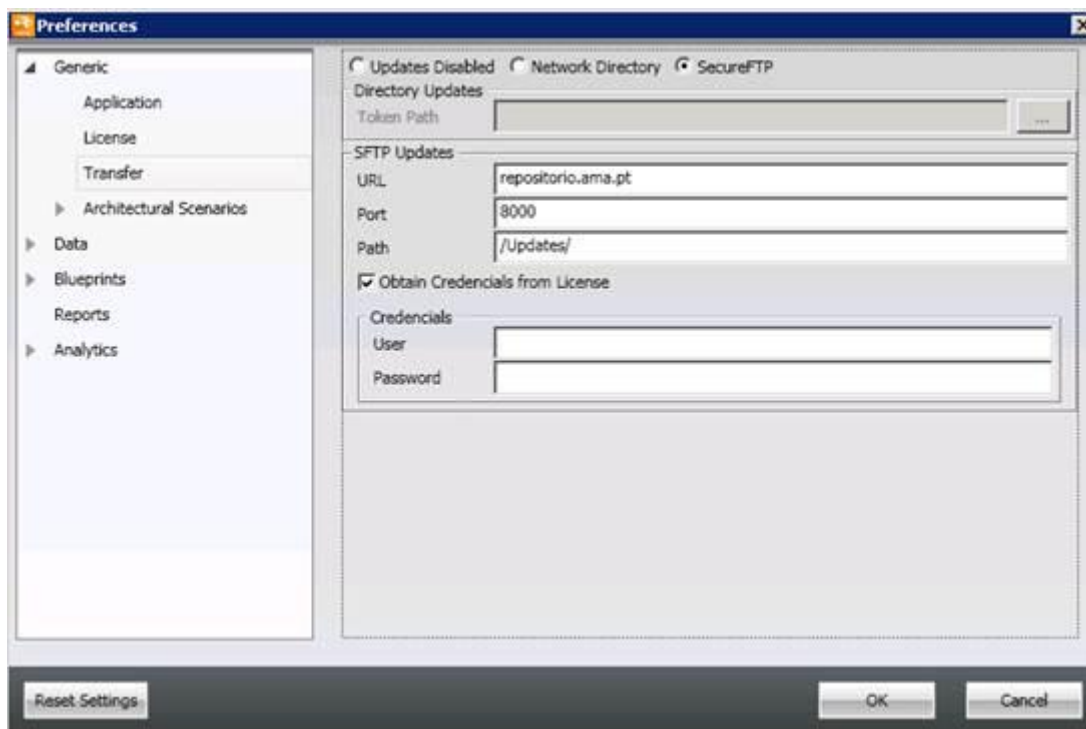 Preferences
Generic
Application
License
Transfer
Architectural Scenarios
Data
Blueprints
Reports
Analytics
Updates Disabled Network Directory SecureFTP
Directory Updates
Token Path ...
SFTP Updates
URL repositorio.ama.pt
Port 8000
Path /Updates/
Obtain Credencials from License
Credencials
User
Password
Reset Settings OK Cancel